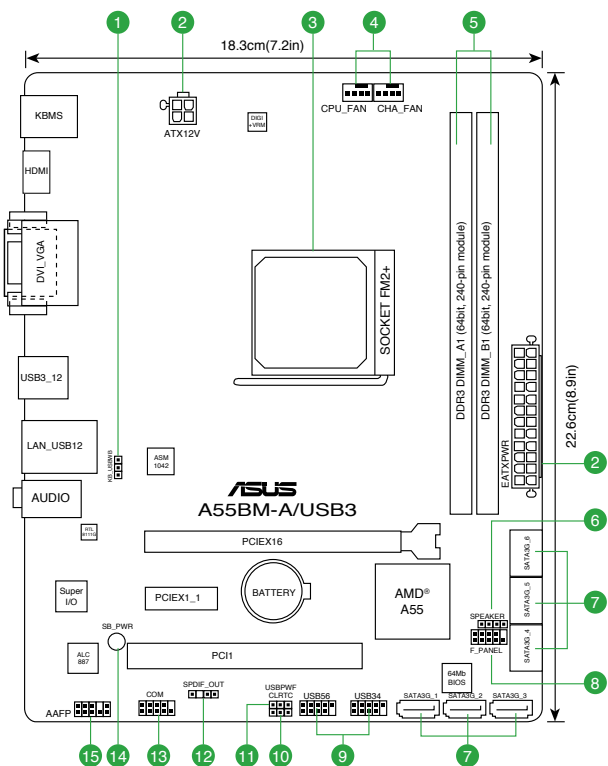 1
2
3
4
5
18.3cm(7.2in)
KBMS
ATX12V
DIGI
+VRM
CPU_FAN
CHA_FAN
HDMI
DVI_VGA
SOCKET FM2+
DDR3 DIMM_A1 (64bit, 240-pin module)
DDR3 DIMM_B1 (64bit, 240-pin module)
22.6cm(8.9in)
USB3_12
EATXPWR
2
LAN_USB12
KB_USBWB
ASM
1042
AUDIO
ASUS
A55BM-A/USB3
6
RTL
8111G
PCIEX16
SATA3G_6
Super
I/O
PCIEX1_1
BATTERY
AMD®
A55
SATA3G_5
7
SPEAKER
SB_PWR
F_PANEL
SATA3G_4
ALC
887
PCI1
64Mb
BIOS
8
SPDIF_OUT
USBPWF
CLRTC
COM
USB56
USB34
SATA3G_1
SATA3G_2
SATA3G_3
AAFP
15
14
13
12
11
10
9
7